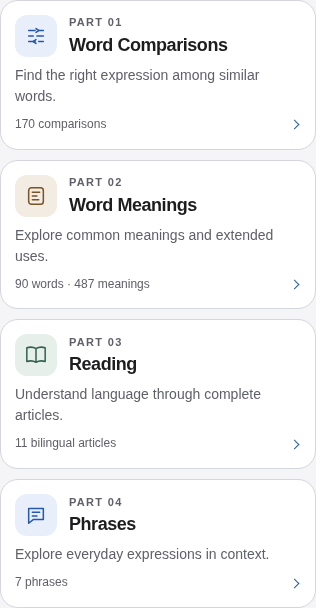 PART 01
Word Comparisons
Find the right expression among similar
words.
170 comparisons
PART 02
Word Meanings
Explore common meanings and extended
uses.
90 words · 487 meanings
PART 03
Reading
Understand language through complete
articles.
11 bilingual articles
PART 04
Phrases
Explore everyday expressions in context.
7 phrases